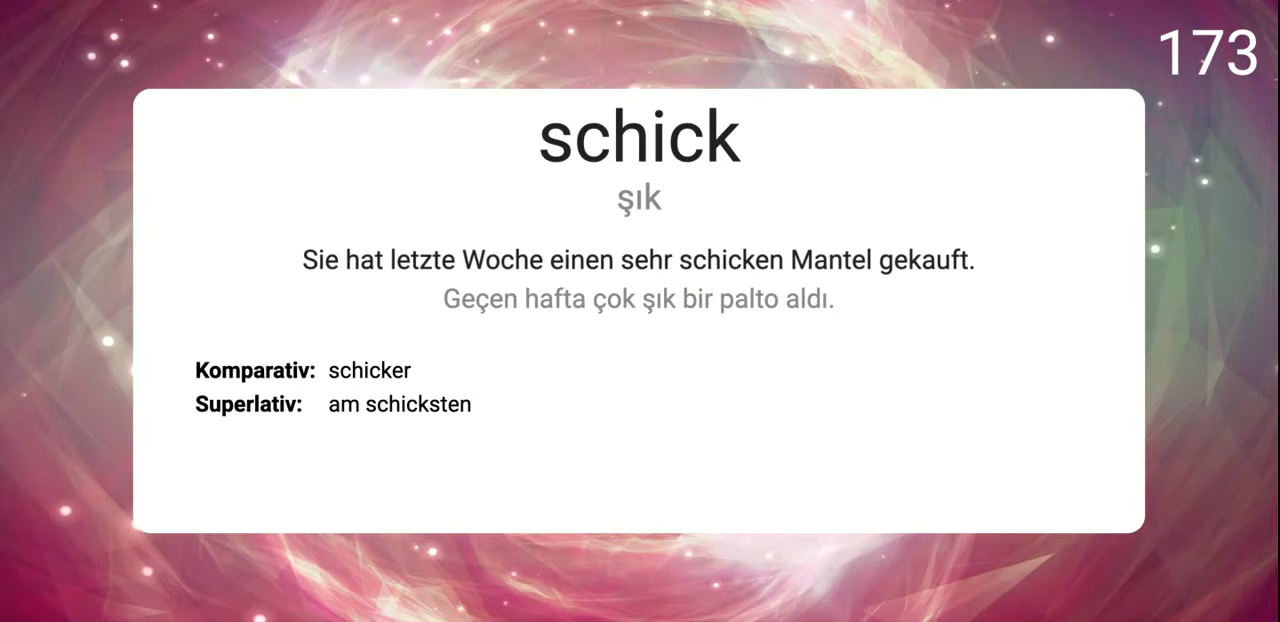 173
schick
şık
Sie hat letzte Woche einen sehr schicken Mantel gekauft.
Geçen hafta çok şık bir palto aldı.
Komparativ: schicker
Superlativ: am schicksten